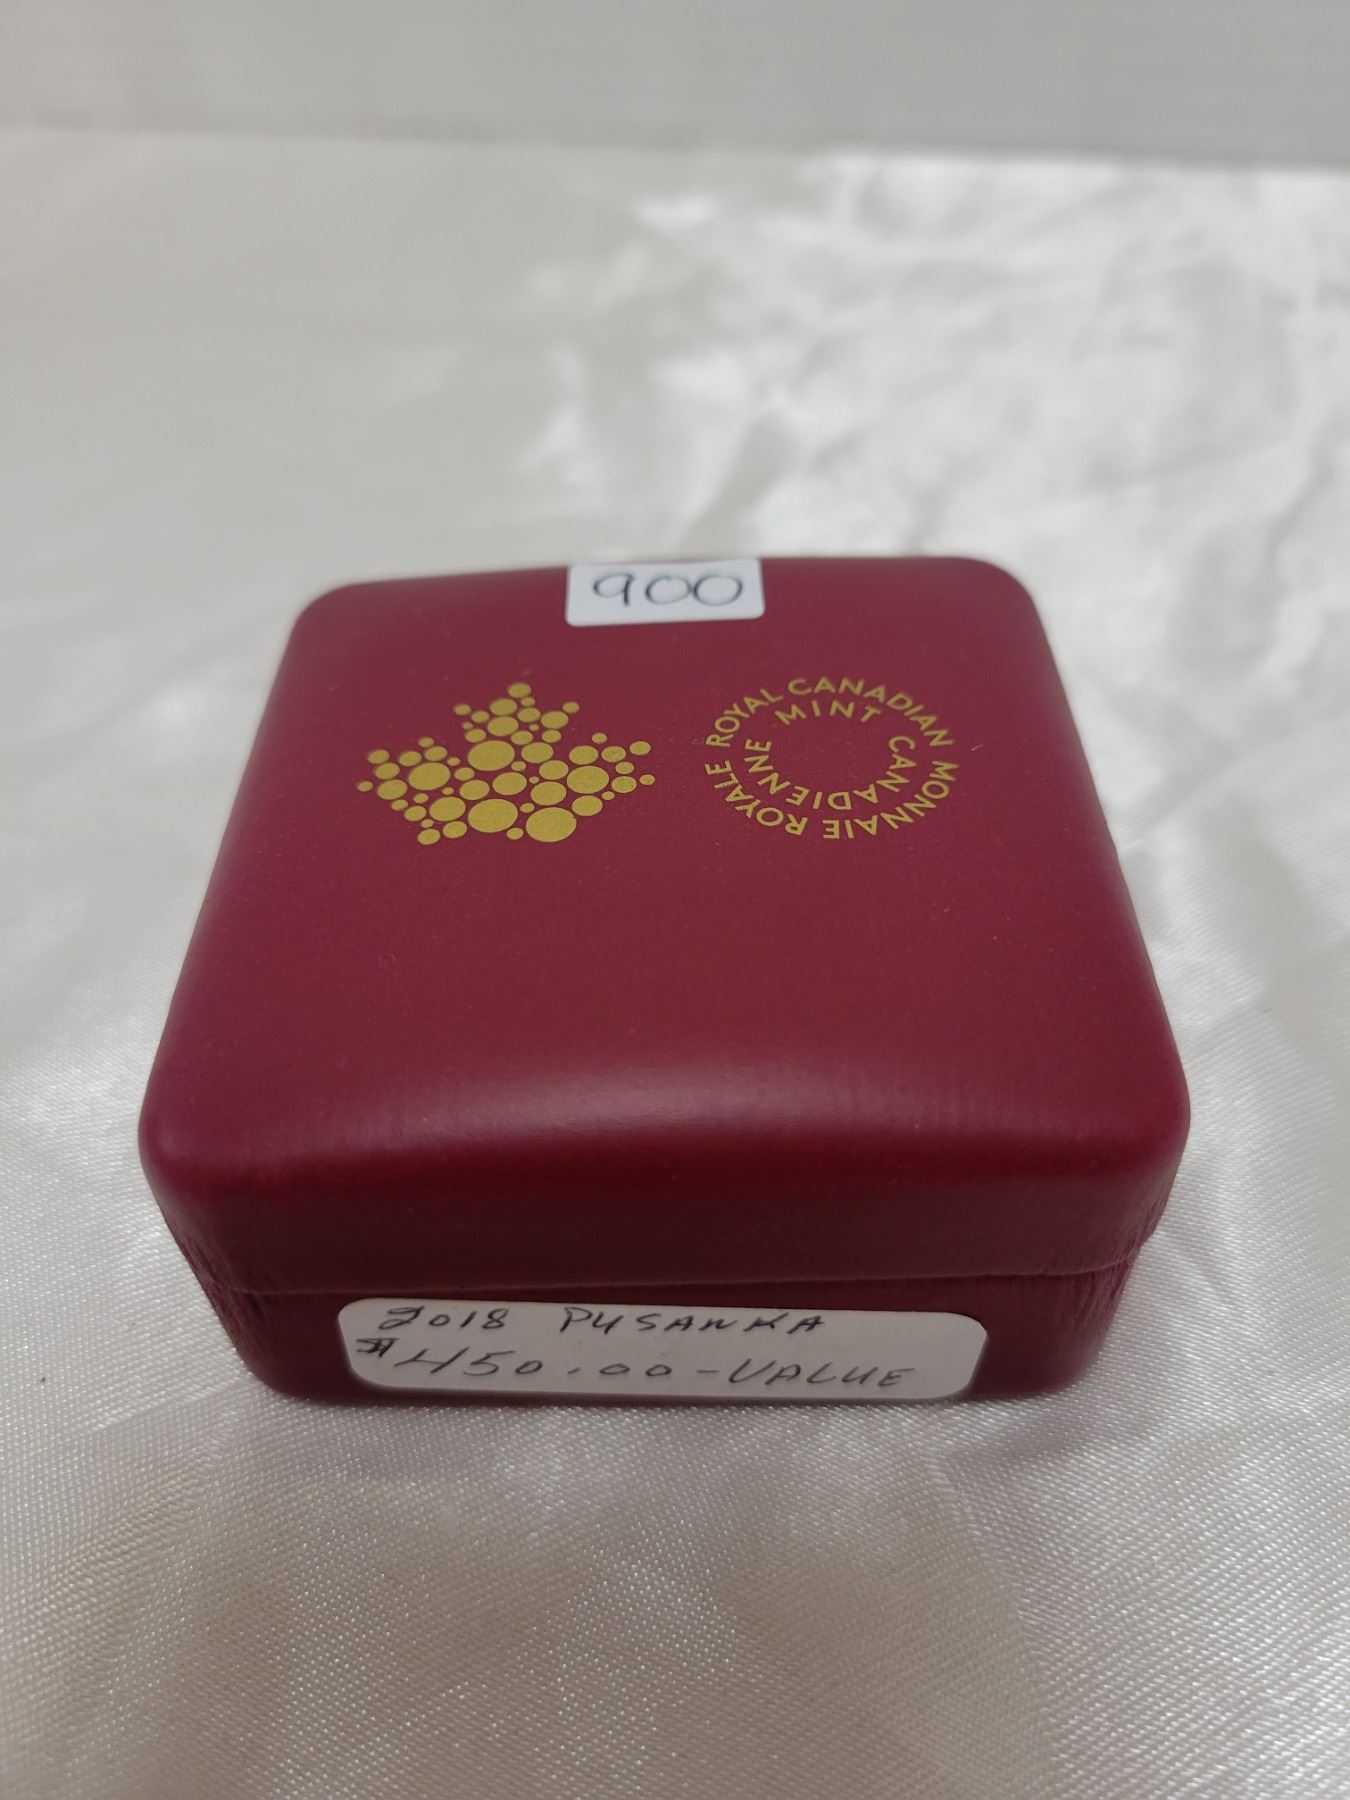 900
ROYAL CANADIAN MINT
MONNAIE ROYALE CANADIENNE
2018 PYSANKA
$450.00-VALUE